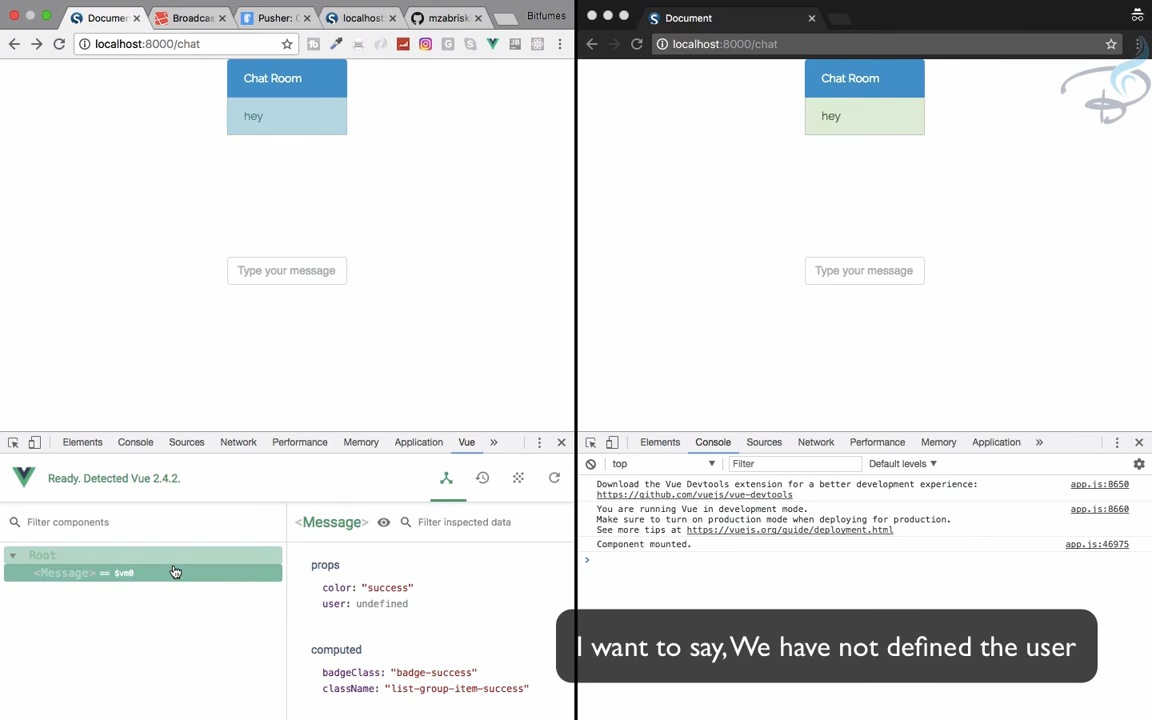 Documen
Broadcas
Pusher: C
localhost
mzabrisk
Bitfumes
localhost:8000/chat
Chat Room
hey
Type your message
Elements Console Sources Network Performance Memory Application Vue »
Ready. Detected Vue 2.4.2.
Filter components
Root
<Message> == $vm0
<Message>
Filter inspected data
props
color: "success"
user: undefined
computed
badgeClass: "badge-success"
className: "list-group-item-success"
Document
localhost:8000/chat
Chat Room
hey
Type your message
Elements Console Sources Network Performance Memory Application »
top ▼ Filter Default levels ▼
Download the Vue Devtools extension for a better development experience: app.js:8650
https://github.com/vuejs/vue-devtools
You are running Vue in development mode. app.js:8660
Make sure to turn on production mode when deploying for production.
See more tips at https://vuejs.org/guide/deployment.html
Component mounted. app.js:46975
I want to say,We have not defined the user